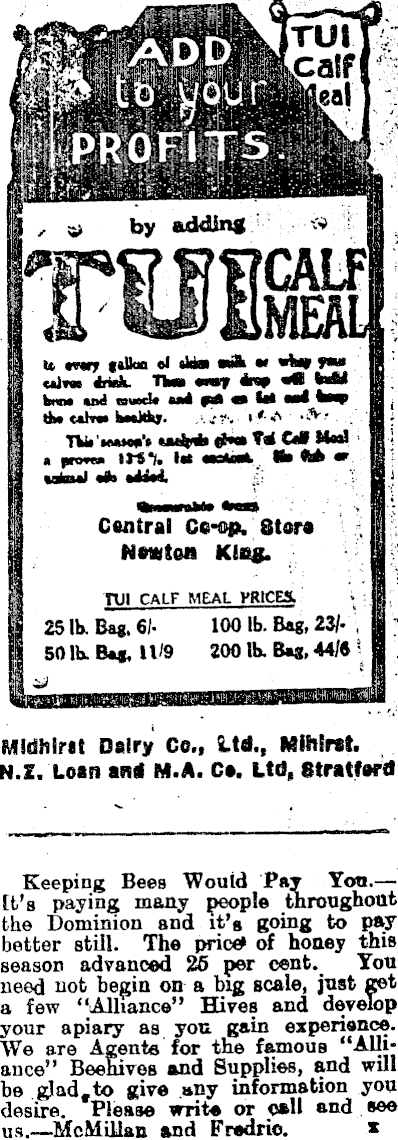 ADD
to your
PROFITS.
TUI
Calf
Meal
by adding
TUI CALF
MEAL
to every gallon of skim milk or whey your
calves drink. Then every drop will build
bone and muscle and put on fat and keep
the calves healthy.
This season's analysis gives Tui Calf Meal
a proven 13·5% fat content. No fish or
animal oils added.
Central Co-op. Store
Newton King.
TUI CALF MEAL PRICES.
25 lb. Bag, 6/- 100 lb. Bag, 23/-
50 lb. Bag, 11/9 200 lb. Bag, 44/6
Midhirst Dairy Co., Ltd., Mihirst.
N.Z. Loan and M.A. Co. Ltd, Stratford
Keeping Bees Would Pay You.—
It's paying many people throughout
the Dominion and it's going to pay
better still. The price of honey this
season advanced 25 per cent. You
need not begin on a big scale, just get
a few "Alliance" Hives and develop
your apiary as you gain experience.
We are Agents for the famous "Alli-
ance" Beehives and Supplies, and will
be glad to give any information you
desire. Please write or call and see
us.—McMillan and Fredric. x